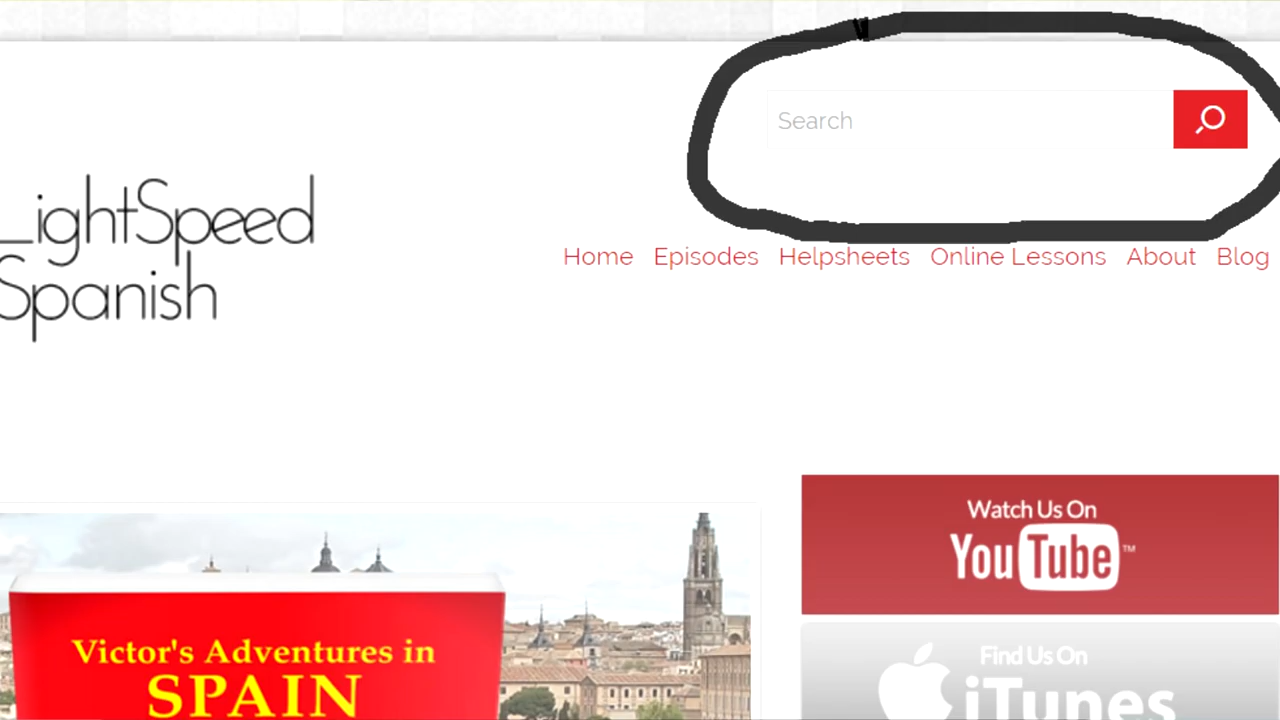 Search
LightSpeed
Spanish
Home Episodes Helpsheets Online Lessons About Blog
Watch Us On
YouTube™
Find Us On
iTunes
Victor's Adventures in
SPAIN